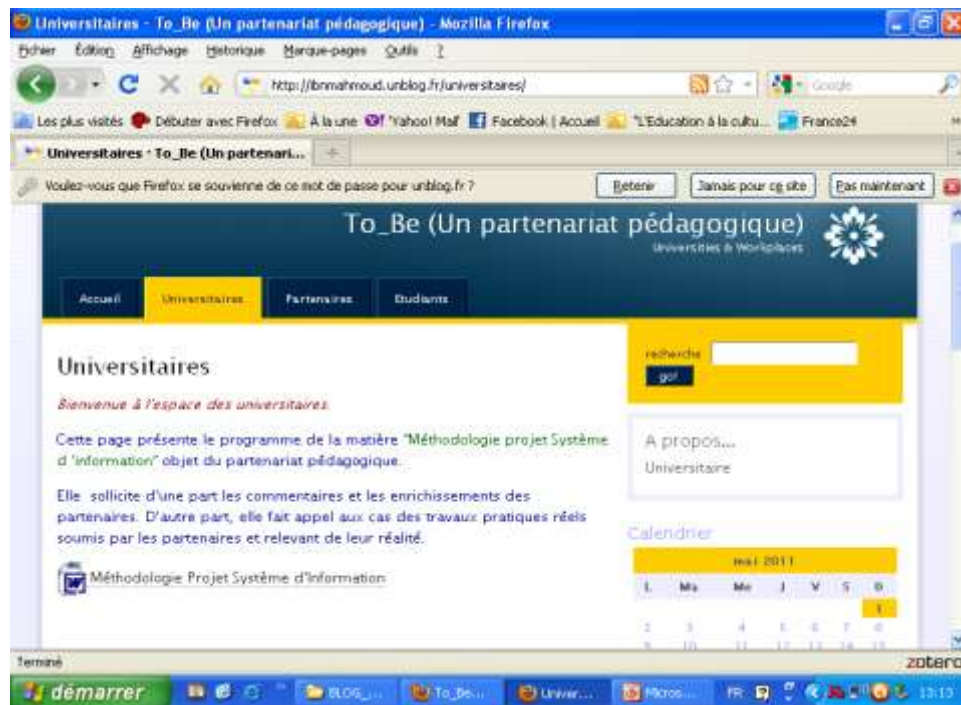 Universitaires - To_Be (Un partenariat pédagogique) - Mozilla Firefox
Fichier Édition Affichage Historique Marque-pages Outils ?
http://ibnmahmoud.unblog.fr/universitaires/ Google
Les plus visités Débuter avec Firefox À la une Yahoo! Mail Facebook | Accueil "L'Education à la cultu... France24
Universitaires - To_Be (Un partenari...
Voulez-vous que Firefox se souvienne de ce mot de passe pour unblog.fr ? Retenir Jamais pour ce site Pas maintenant
To_Be (Un partenariat pédagogique)
Universities & Workplaces
Accueil Universitaires Partenaires Etudiants
Universitaires
Bienvenue à l'espace des universitaires.
Cette page présente le programme de la matière "Méthodologie projet Système
d 'information" objet du partenariat pédagogique.
Elle sollicite d'une part les commentaires et les enrichissements des
partenaires. D'autre part, elle fait appel aux cas des travaux pratiques réels
soumis par les partenaires et relevant de leur réalité.
Méthodologie Projet Système d'Information
recherche
go!
A propos...
Universitaire
Calendrier
mai 2011
L Ma Me J V S D
1
2 3 4 5 6 7 8
9 10 11 12 13 14 15
Terminé zotero
démarrer BLOG_... To_Be... Univer... Micros... FR 13:13